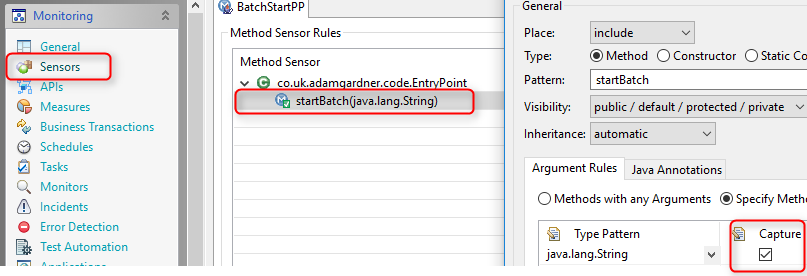 Monitoring
General
Sensors
APIs
Measures
Business Transactions
Schedules
Tasks
Monitors
Incidents
Error Detection
Test Automation
BatchStartPP
Method Sensor Rules
Method Sensor
co.uk.adamgardner.code.EntryPoint
startBatch(java.lang.String)
General
Place: include
Type: Method Constructor Static Co
Pattern: startBatch
Visibility: public / default / protected / private
Inheritance: automatic
Argument Rules Java Annotations
Methods with any Arguments Specify Metho
Type Pattern Capture
java.lang.String